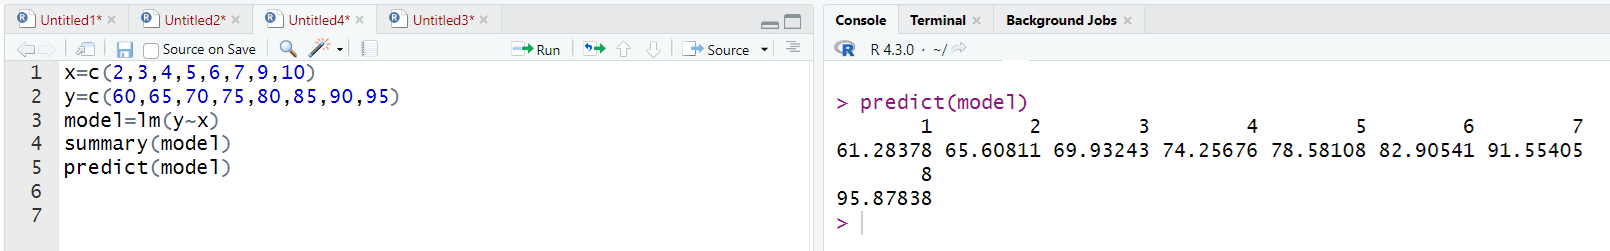 Untitled1* × Untitled2* × Untitled4* × Untitled3* ×
Source on Save Run Source
1 x=c(2,3,4,5,6,7,9,10)
2 y=c(60,65,70,75,80,85,90,95)
3 model=lm(y~x)
4 summary(model)
5 predict(model)
6
7
Console Terminal × Background Jobs ×
R 4.3.0 · ~/
> predict(model)
1 2 3 4 5 6 7
61.28378 65.60811 69.93243 74.25676 78.58108 82.90541 91.55405
8
95.87838
>